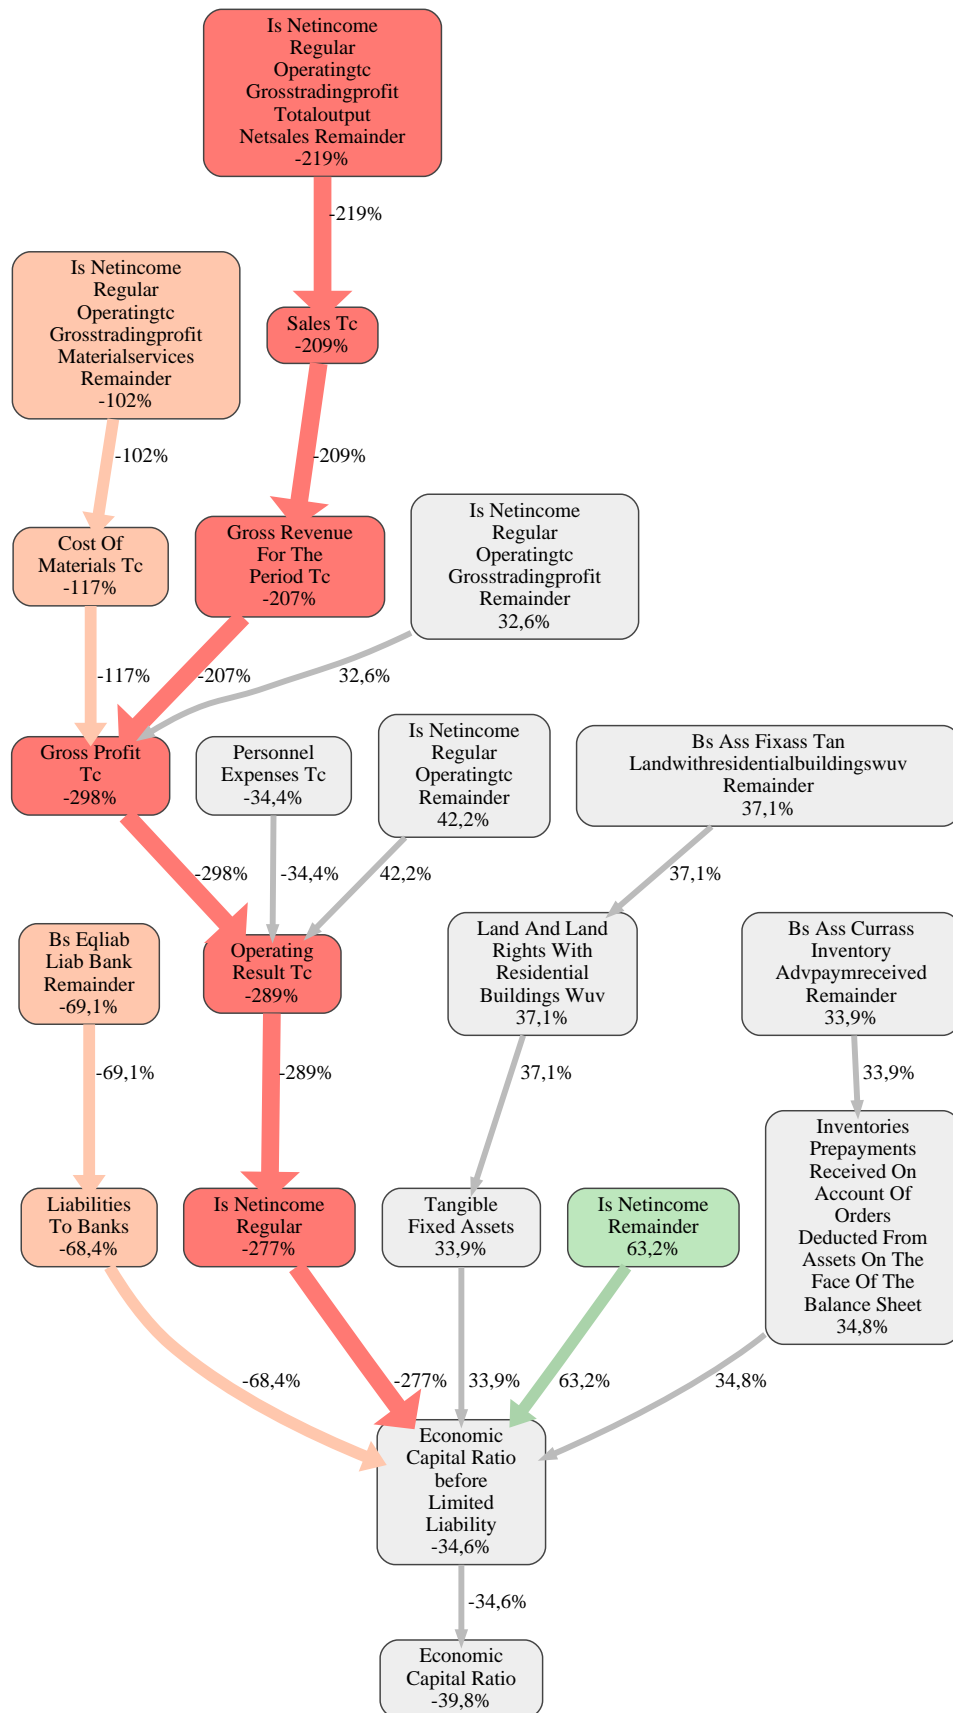 Is Netincome
Regular
Operatingtc
Grosstradingprofit
Totaloutput
Netsales Remainder
-219%
-219%
Is Netincome
Regular
Operatingtc
Grosstradingprofit
Materialservices
Remainder
-102%
Sales Tc
-209%
-102%
-209%
Cost Of
Materials Tc
-117%
Gross Revenue
For The
Period Tc
-207%
Is Netincome
Regular
Operatingtc
Grosstradingprofit
Remainder
32,6%
-117%
-207%
32,6%
Gross Profit
Tc
-298%
Personnel
Expenses Tc
-34,4%
Is Netincome
Regular
Operatingtc
Remainder
42,2%
Bs Ass Fixass Tan
Landwithresidentialbuildingswuv
Remainder
37,1%
-298%
-34,4%
42,2%
37,1%
Bs Eqliab
Liab Bank
Remainder
-69,1%
Operating
Result Tc
-289%
Land And Land
Rights With
Residential
Buildings Wuv
37,1%
Bs Ass Currass
Inventory
Advpaymreceived
Remainder
33,9%
-69,1%
-289%
37,1%
33,9%
Liabilities
To Banks
-68,4%
Is Netincome
Regular
-277%
Tangible
Fixed Assets
33,9%
Is Netincome
Remainder
63,2%
Inventories
Prepayments
Received On
Account Of
Orders
Deducted From
Assets On The
Face Of The
Balance Sheet
34,8%
-68,4%
-277%
33,9%
63,2%
34,8%
Economic
Capital Ratio
before
Limited
Liability
-34,6%
-34,6%
Economic
Capital Ratio
-39,8%